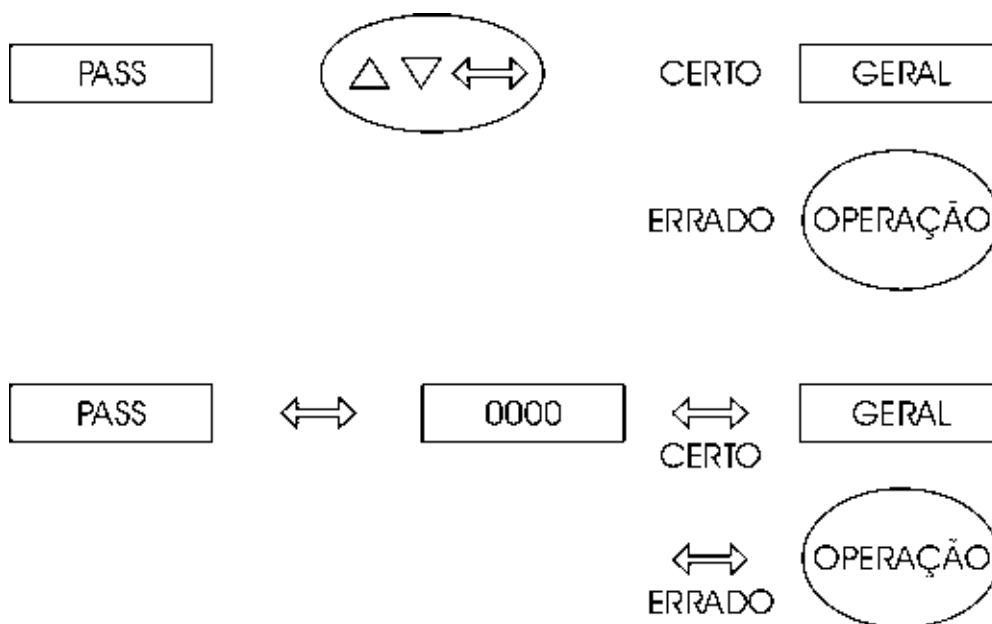 PASS CERTO GERAL
ERRADO OPERAÇÃO
PASS 0000 GERAL
CERTO
OPERAÇÃO
ERRADO